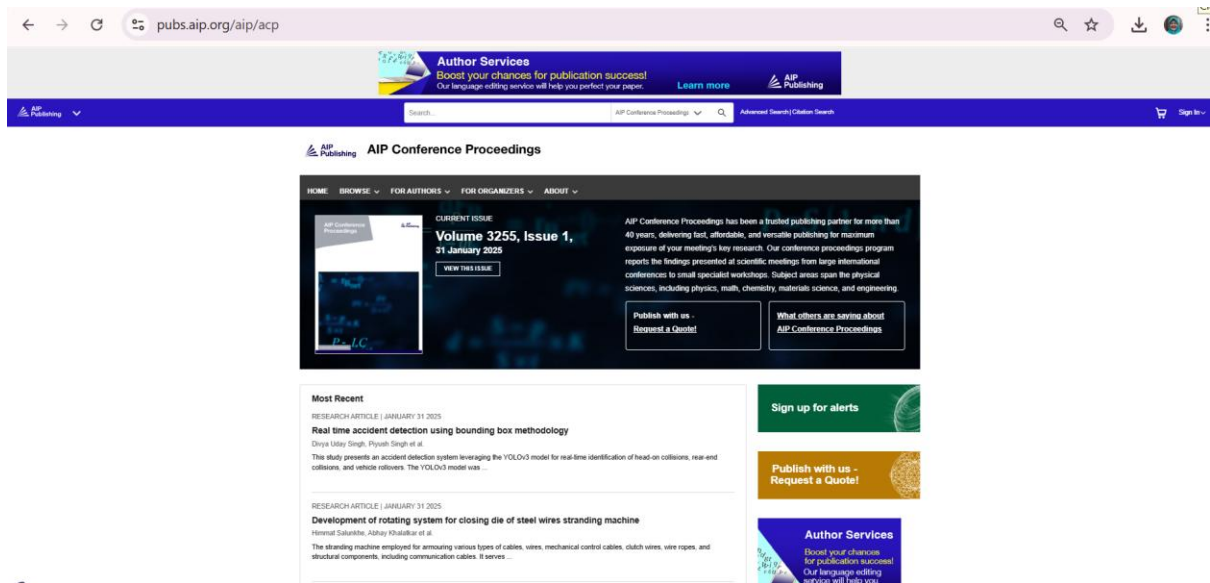 pubs.aip.org/aip/acp
Author Services
Boost your chances for publication success!
Our language editing service will help you perfect your paper.
Learn more
AIP
Publishing
AIP
Publishing
Search...
AIP Conference Proceedings
Advanced Search | Citation Search
Sign In
AIP
Publishing
AIP Conference Proceedings
HOME BROWSE FOR AUTHORS FOR ORGANIZERS ABOUT
AIP Conference
Proceedings
CURRENT ISSUE
Volume 3255, Issue 1,
31 January 2025
VIEW THIS ISSUE
AIP Conference Proceedings has been a trusted publishing partner for more than
40 years, delivering fast, affordable, and versatile publishing for maximum
exposure of your meeting's key research. Our conference proceedings program
reports the findings presented at scientific meetings from large international
conferences to small specialist workshops. Subject areas span the physical
sciences, including physics, math, chemistry, materials science, and engineering.
Publish with us -
Request a Quote!
What others are saying about
AIP Conference Proceedings
Most Recent
RESEARCH ARTICLE | JANUARY 31 2025
Real time accident detection using bounding box methodology
Divya Uday Singh, Piyush Singh et al.
This study presents an accident detection system leveraging the YOLOv3 model for real-time identification of head-on collisions, rear-end
collisions, and vehicle rollovers. The YOLOv3 model was ...
RESEARCH ARTICLE | JANUARY 31 2025
Development of rotating system for closing die of steel wires stranding machine
Himmat Salunkhe, Abhay Khalatkar et al.
The stranding machine employed for armouring various types of cables, wires, mechanical control cables, clutch wires, wire ropes, and
structural components, including communication cables. It serves ...
Sign up for alerts
Publish with us -
Request a Quote!
Author Services
Boost your chances
for publication success!
Our language editing
service will help you